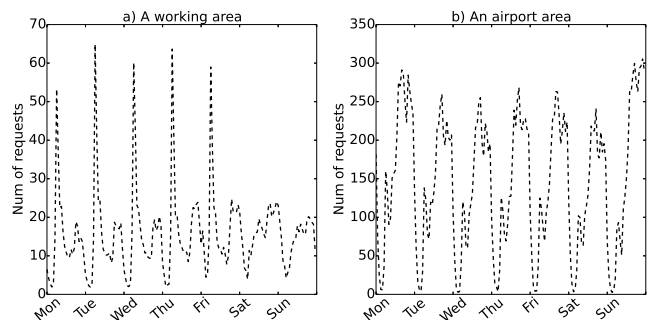 a) A working area
Num of requests
70
60
50
40
30
20
10
0
Mon
Tue
Wed
Thu
Fri
Sat
Sun
b) An airport area
Num of requests
350
300
250
200
150
100
50
0
Mon
Tue
Wed
Thu
Fri
Sat
Sun